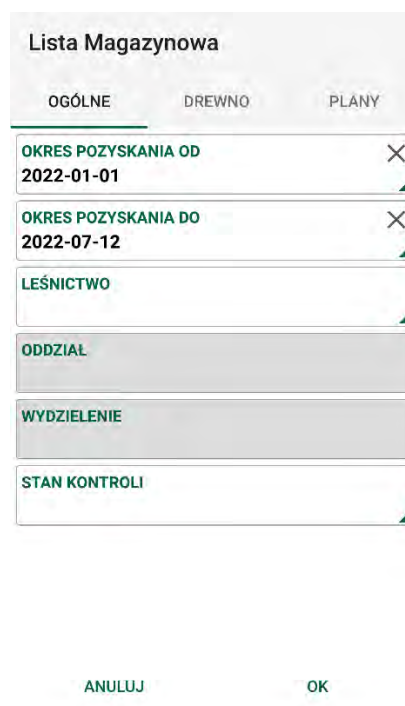 Lista Magazynowa
OGÓLNE DREWNO PLANY
OKRES POZYSKANIA OD
2022-01-01
OKRES POZYSKANIA DO
2022-07-12
LEŚNICTWO
ODDZIAŁ
WYDZIELENIE
STAN KONTROLI
ANULUJ OK